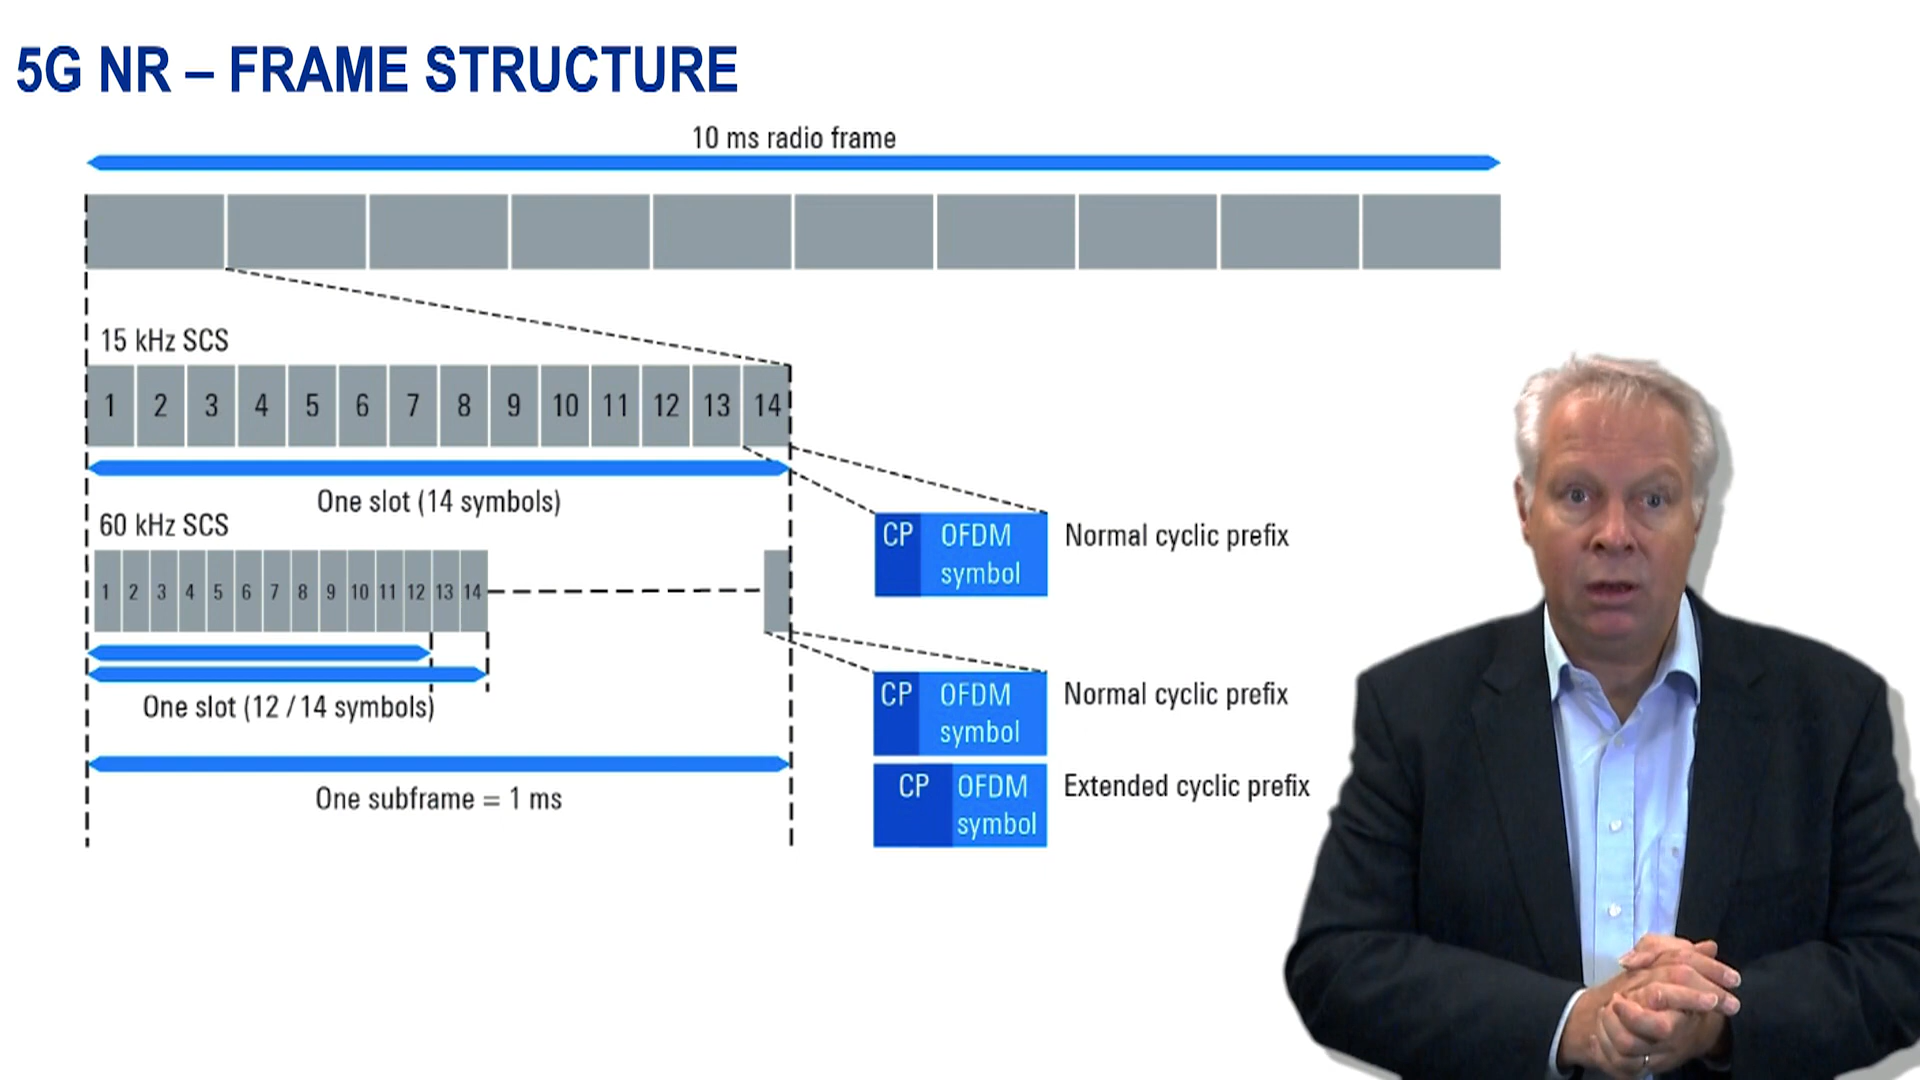 5G NR – FRAME STRUCTURE
10 ms radio frame
15 kHz SCS
1 2 3 4 5 6 7 8 9 10 11 12 13 14
One slot (14 symbols)
CP OFDM symbol
Normal cyclic prefix
60 kHz SCS
1 2 3 4 5 6 7 8 9 10 11 12 13 14
One slot (12 / 14 symbols)
CP OFDM symbol
Normal cyclic prefix
One subframe = 1 ms
CP OFDM symbol
Extended cyclic prefix